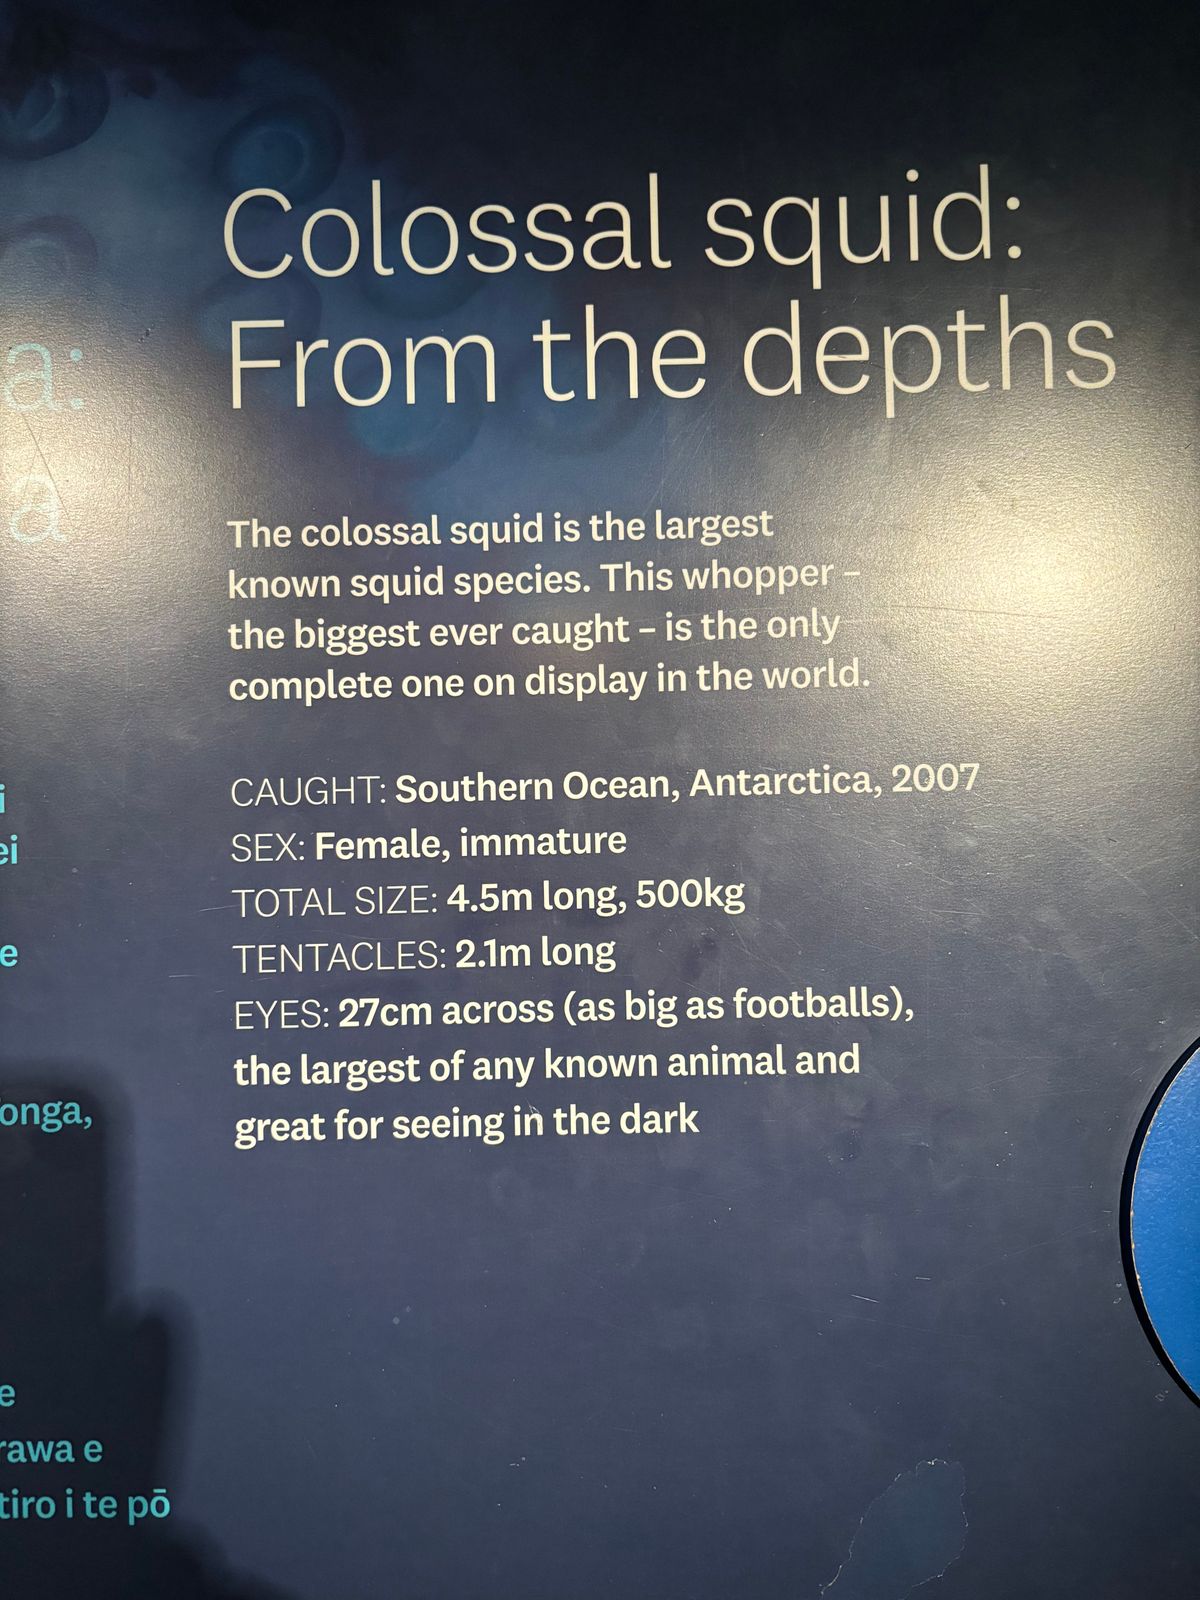 Colossal squid:
From the depths
The colossal squid is the largest
known squid species. This whopper –
the biggest ever caught – is the only
complete one on display in the world.
CAUGHT: Southern Ocean, Antarctica, 2007
SEX: Female, immature
TOTAL SIZE: 4.5m long, 500kg
TENTACLES: 2.1m long
EYES: 27cm across (as big as footballs),
the largest of any known animal and
great for seeing in the dark
a:
a
i
ei
e
onga,
e
rawa e
tiro i te pō